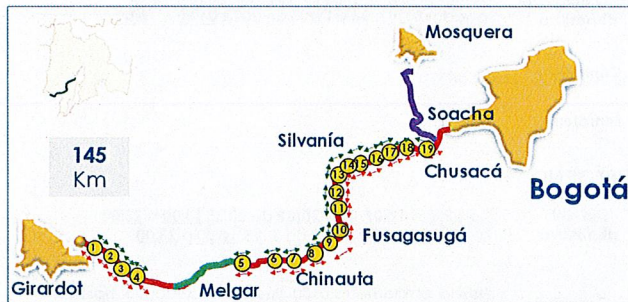 Mosquera
Soacha
Silvanía
145
Km
Chusacá
Bogotá
Fusagasugá
Chinauta
Melgar
Girardot
1
2
3
4
5
6
7
8
9
10
11
12
13
14
15
16
17
18
19